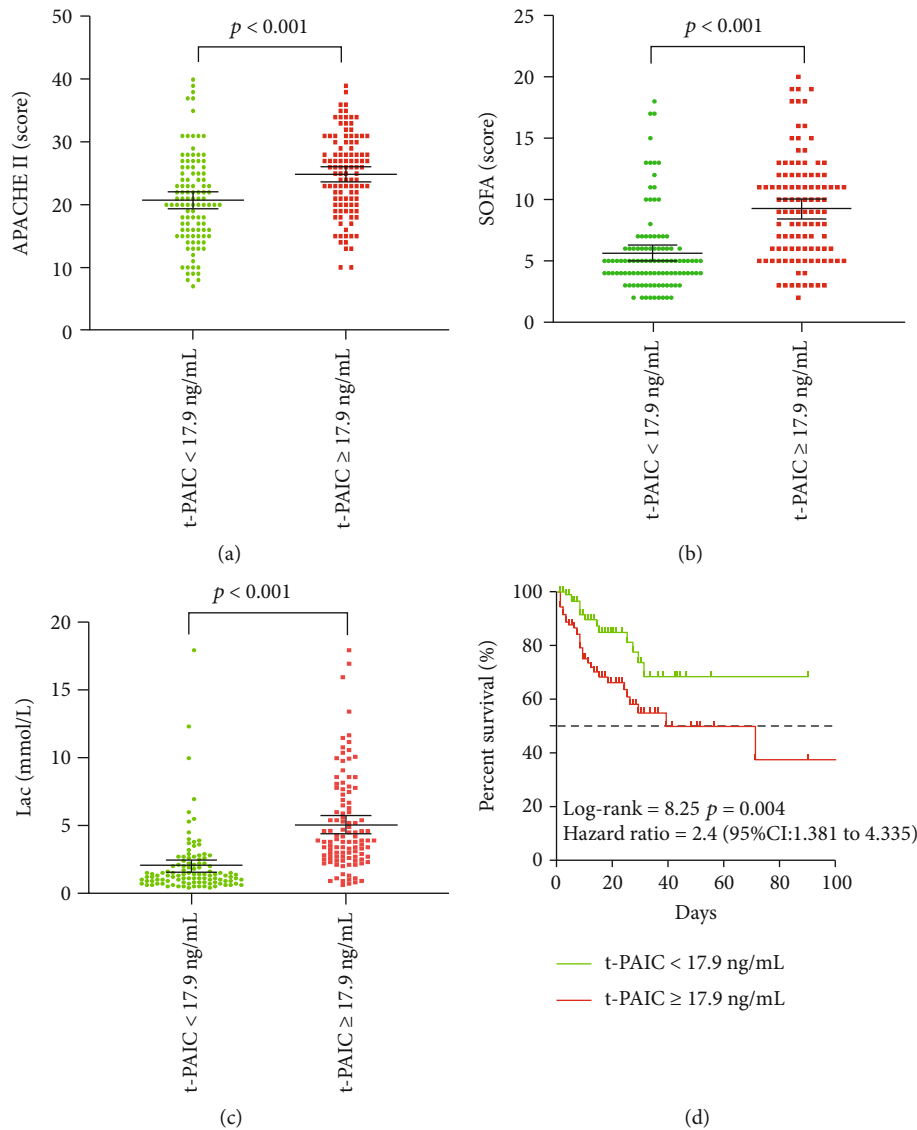 p < 0.001
APACHE II (score)
50
40
30
20
10
0
t-PAIC < 17.9 ng/mL
t-PAIC ≥ 17.9 ng/mL
(a)
p < 0.001
SOFA (score)
25
20
15
10
5
0
t-PAIC < 17.9 ng/mL
t-PAIC ≥ 17.9 ng/mL
(b)
p < 0.001
Lac (mmol/L)
20
15
10
5
0
t-PAIC < 17.9 ng/mL
t-PAIC ≥ 17.9 ng/mL
(c)
Percent survival (%)
100
80
60
40
20
0
Log-rank = 8.25 p = 0.004
Hazard ratio = 2.4 (95%CI:1.381 to 4.335)
0 20 40 60 80 100
Days
t-PAIC < 17.9 ng/mL
t-PAIC ≥ 17.9 ng/mL
(d)